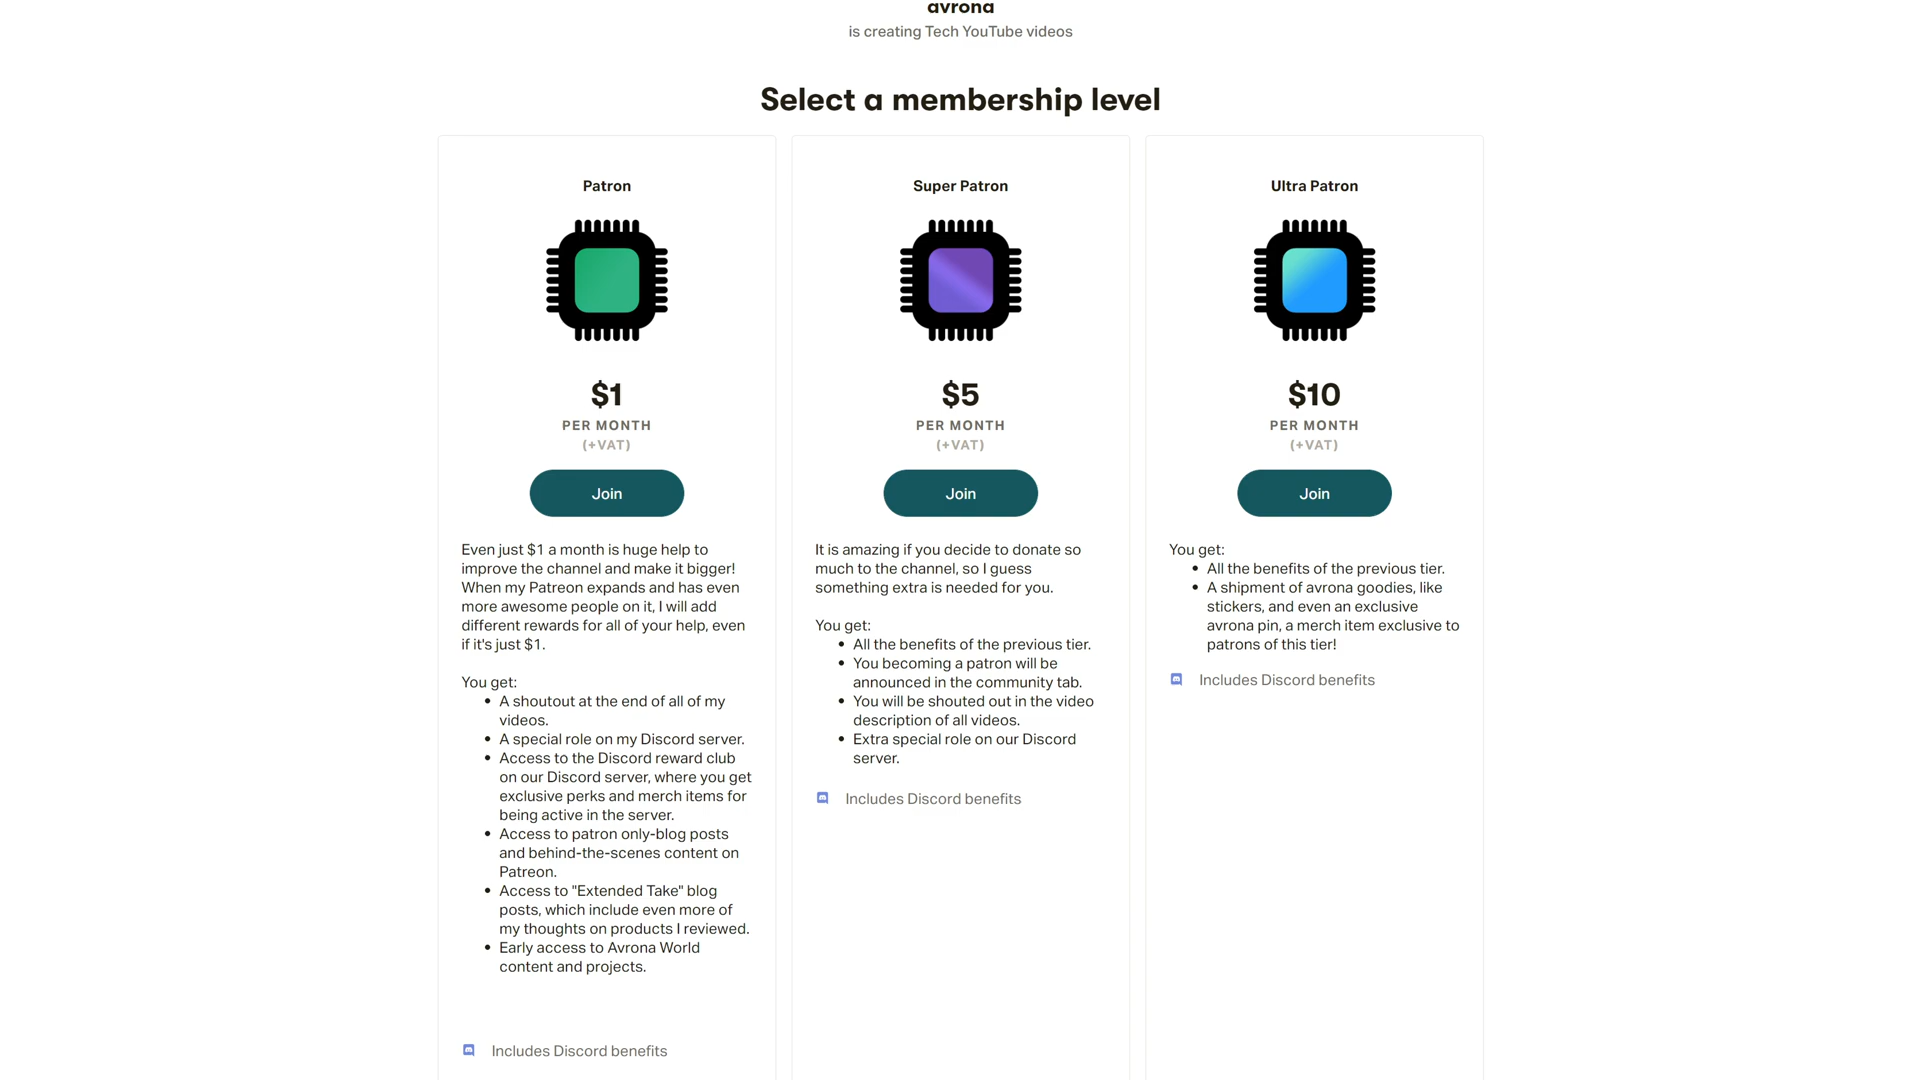 avrona
is creating Tech YouTube videos
Select a membership level
Patron
$1
PER MONTH
(+VAT)
Join
Even just $1 a month is huge help to
improve the channel and make it bigger!
When my Patreon expands and has even
more awesome people on it, I will add
different rewards for all of your help, even
if it's just $1.
You get:
• A shoutout at the end of all of my
videos.
• A special role on my Discord server.
• Access to the Discord reward club
on our Discord server, where you get
exclusive perks and merch items for
being active in the server.
• Access to patron only-blog posts
and behind-the-scenes content on
Patreon.
• Access to "Extended Take" blog
posts, which include even more of
my thoughts on products I reviewed.
• Early access to Avrona World
content and projects.
Includes Discord benefits
Super Patron
$5
PER MONTH
(+VAT)
Join
It is amazing if you decide to donate so
much to the channel, so I guess
something extra is needed for you.
You get:
• All the benefits of the previous tier.
• You becoming a patron will be
announced in the community tab.
• You will be shouted out in the video
description of all videos.
• Extra special role on our Discord
server.
Includes Discord benefits
Ultra Patron
$10
PER MONTH
(+VAT)
Join
You get:
• All the benefits of the previous tier.
• A shipment of avrona goodies, like
stickers, and even an exclusive
avrona pin, a merch item exclusive to
patrons of this tier!
Includes Discord benefits